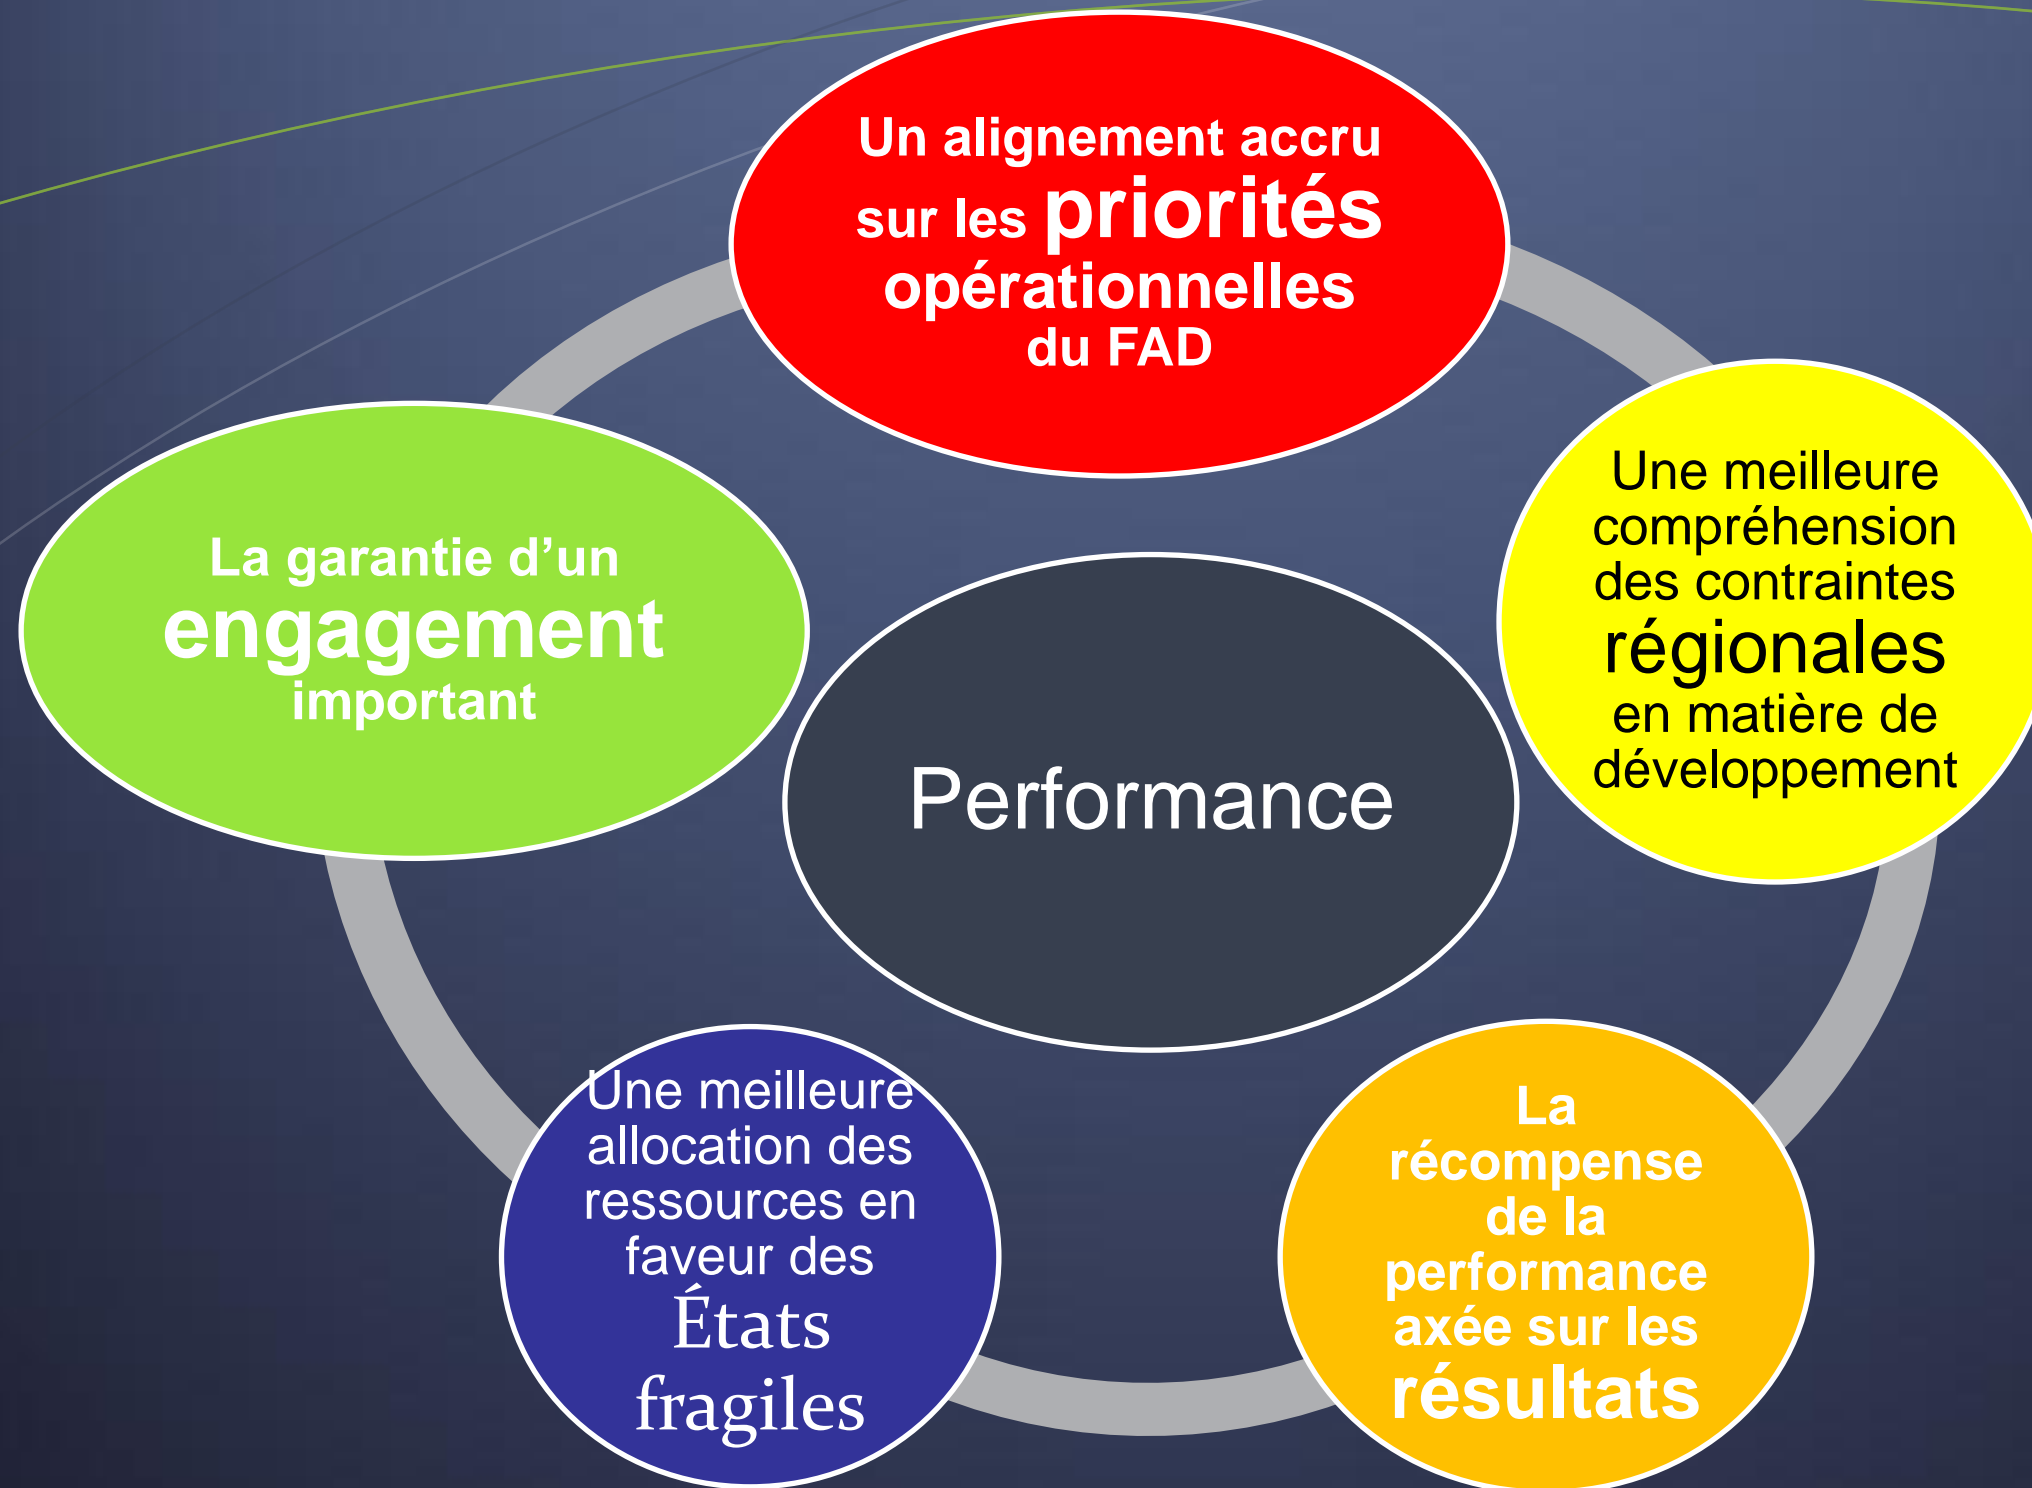 Un alignement accru
sur les priorités
opérationnelles
du FAD
Une meilleure
compréhension
des contraintes
régionales
en matière de
développement
La garantie d’un
engagement
important
Performance
Une meilleure
allocation des
ressources en
faveur des
États
fragiles
La
récompense
de la
performance
axée sur les
résultats